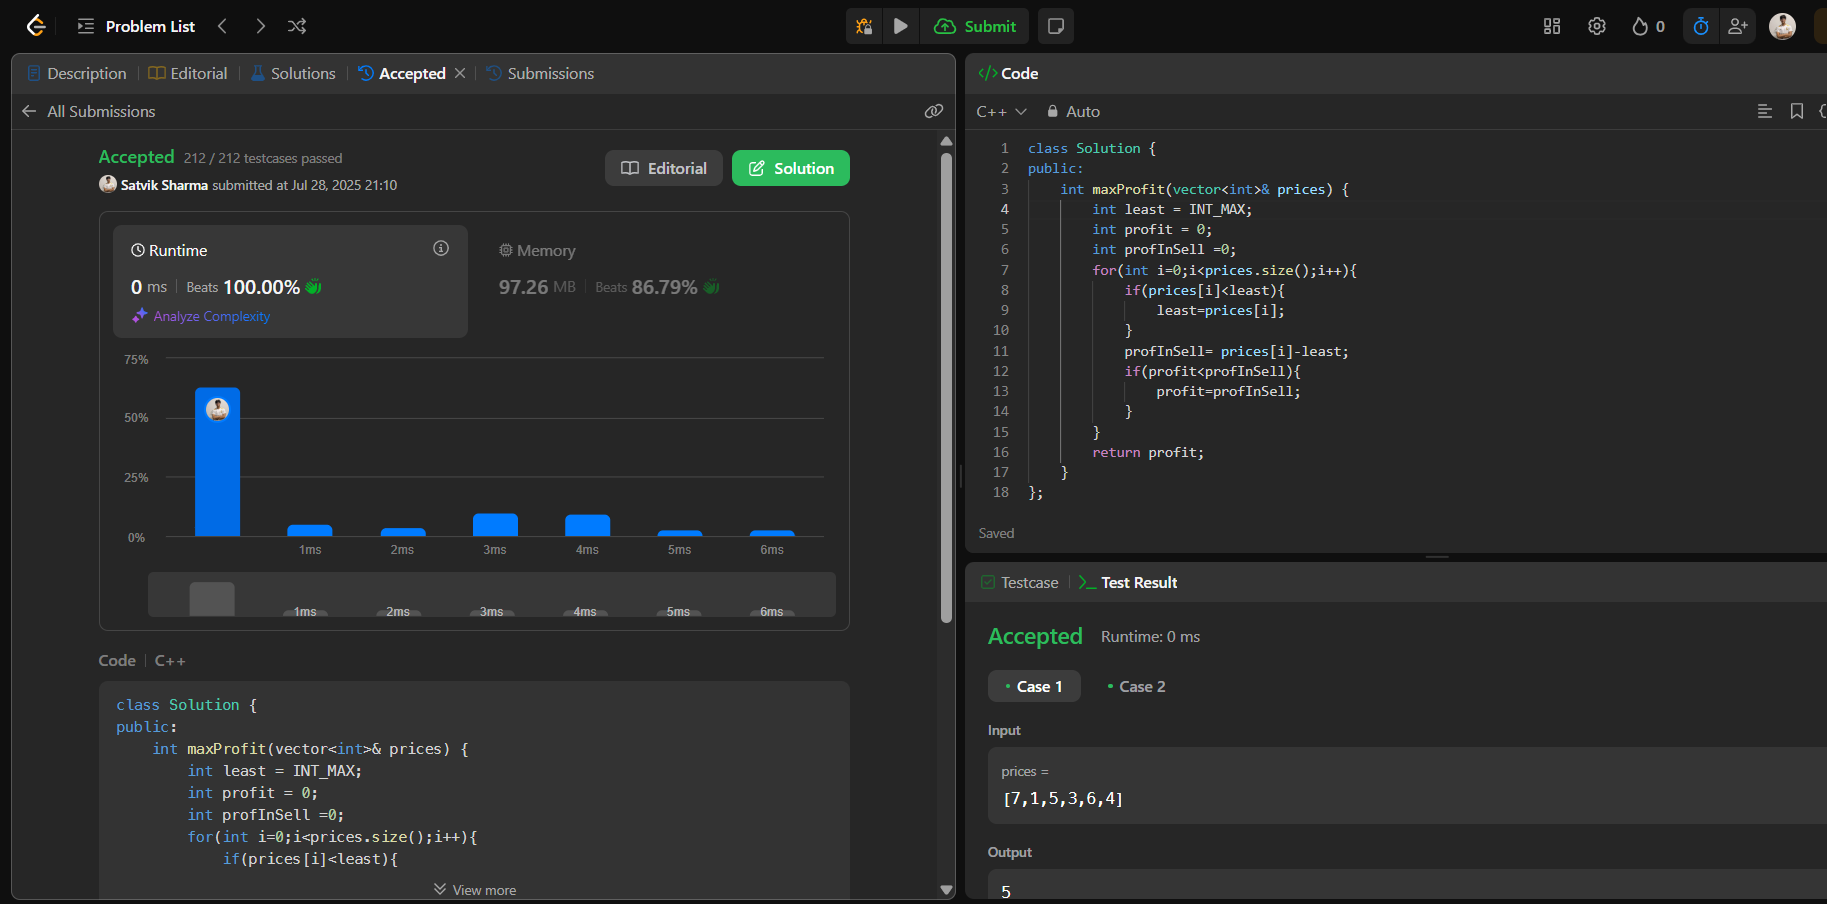 Problem List
Submit
0
Description
Editorial
Solutions
Accepted
Submissions
All Submissions
Accepted 212 / 212 testcases passed
Satvik Sharma submitted at Jul 28, 2025 21:10
Editorial
Solution
Runtime
0 ms | Beats 100.00%
Analyze Complexity
Memory
97.26 MB | Beats 86.79%
75%
50%
25%
0%
1ms 2ms 3ms 4ms 5ms 6ms
1ms 2ms 3ms 4ms 5ms 6ms
Code | C++
class Solution {
public:
    int maxProfit(vector<int>& prices) {
        int least = INT_MAX;
        int profit = 0;
        int profInSell =0;
        for(int i=0;i<prices.size();i++){
            if(prices[i]<least){
View more
Code
C++ Auto
1 class Solution {
2 public:
3     int maxProfit(vector<int>& prices) {
4         int least = INT_MAX;
5         int profit = 0;
6         int profInSell =0;
7         for(int i=0;i<prices.size();i++){
8             if(prices[i]<least){
9                 least=prices[i];
10             }
11             profInSell= prices[i]-least;
12             if(profit<profInSell){
13                 profit=profInSell;
14             }
15         }
16         return profit;
17     }
18 };
Saved
Testcase
Test Result
Accepted Runtime: 0 ms
Case 1
Case 2
Input
prices =
[7,1,5,3,6,4]
Output
5